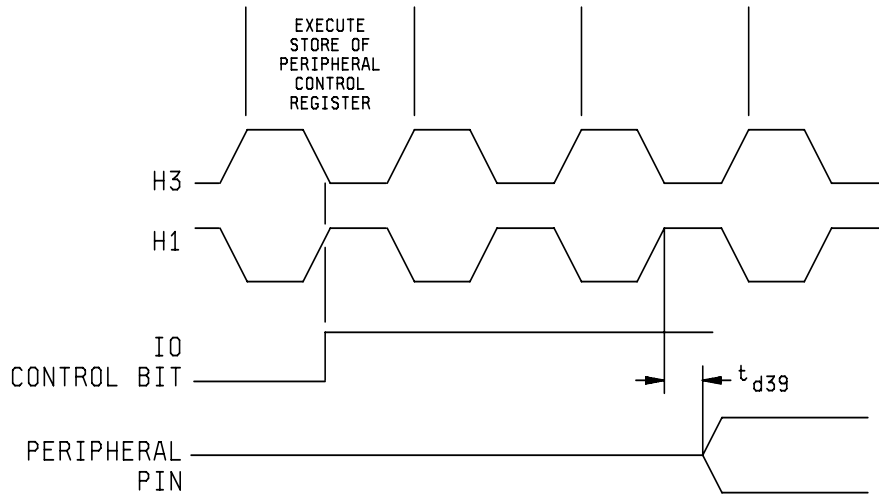 EXECUTE
STORE OF
PERIPHERAL
CONTROL
REGISTER
H3
H1
IO
CONTROL BIT
t d39
PERIPHERAL
PIN